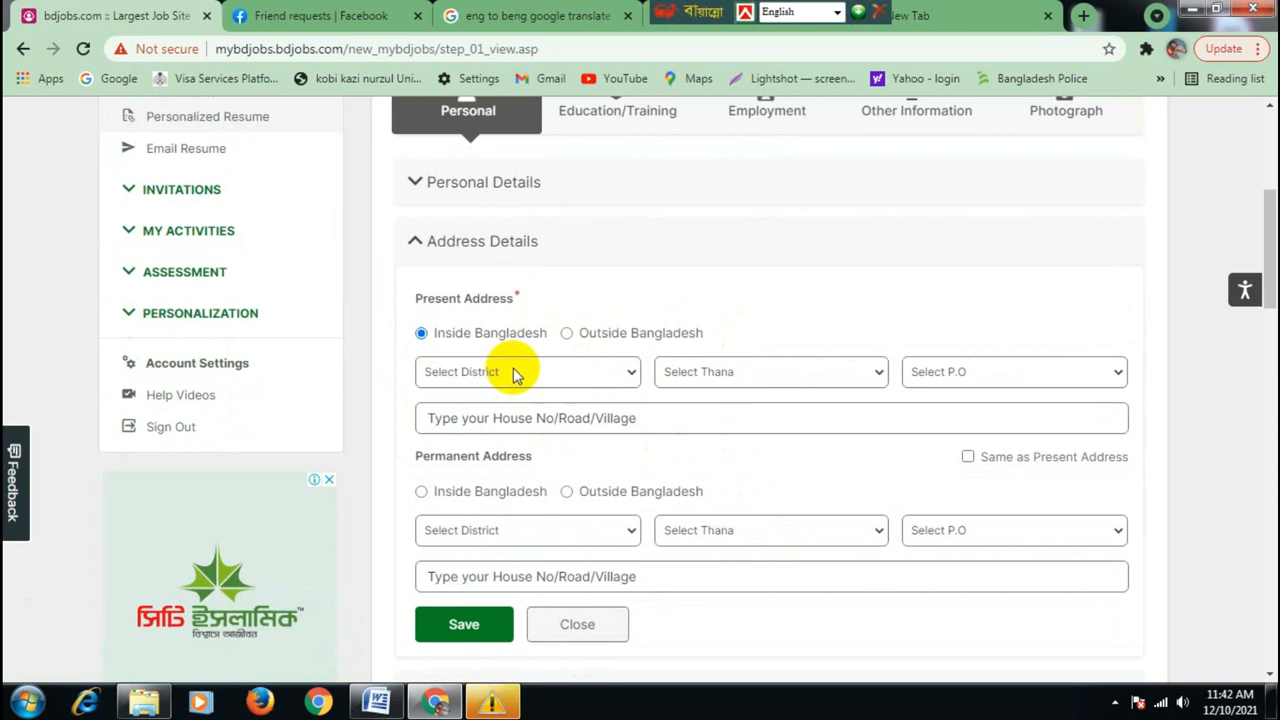 bdjobs.com :: Largest Job Site
Friend requests | Facebook
eng to beng google translate
বায়ান্নো
English
New Tab
Not secure
mybdjobs.bdjobs.com/new_mybdjobs/step_01_view.asp
Update
Apps
Google
Visa Services Platfo...
kobi kazi nurzul Uni...
Settings
Gmail
YouTube
Maps
Lightshot — screen...
Yahoo - login
Bangladesh Police
»
Reading list
Personalized Resume
Email Resume
INVITATIONS
MY ACTIVITIES
ASSESSMENT
PERSONALIZATION
Account Settings
Help Videos
Sign Out
Feedback
সিটি ইসলামিক™
বিশ্বাসে আজীবন
Personal
Education/Training
Employment
Other Information
Photograph
Personal Details
Address Details
Present Address *
Inside Bangladesh
Outside Bangladesh
Select District
Select Thana
Select P.O
Type your House No/Road/Village
Permanent Address
Same as Present Address
Inside Bangladesh
Outside Bangladesh
Select District
Select Thana
Select P.O
Type your House No/Road/Village
Save
Close
11:42 AM
12/10/2021